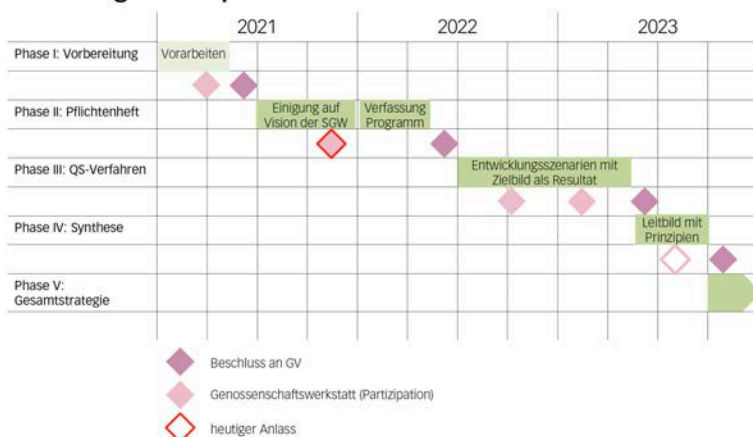 2021 2022 2023
Phase I: Vorbereitung
Vorarbeiten
Phase II: Pflichtenheft
Einigung auf
Vision der SGW
Verfassung
Programm
Phase III: QS-Verfahren
Entwicklungsszenarien mit
Zielbild als Resultat
Phase IV: Synthese
Leitbild mit
Prinzipien
Phase V:
Gesamtstrategie
Beschluss an GV
Genossenschaftswerkstatt (Partizipation)
heutiger Anlass